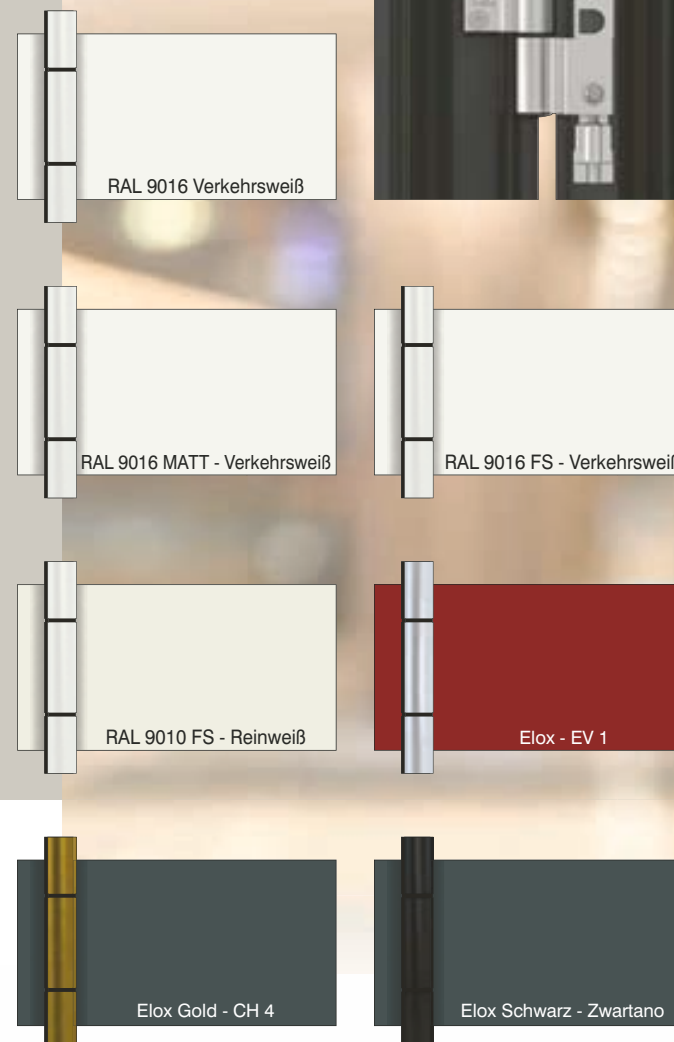 RAL 9016 Verkehrsweiß
RAL 9016 MATT - Verkehrsweiß
RAL 9016 FS - Verkehrsweiß
RAL 9010 FS - Reinweiß
Elox - EV 1
Elox Gold - CH 4
Elox Schwarz - Zwartano